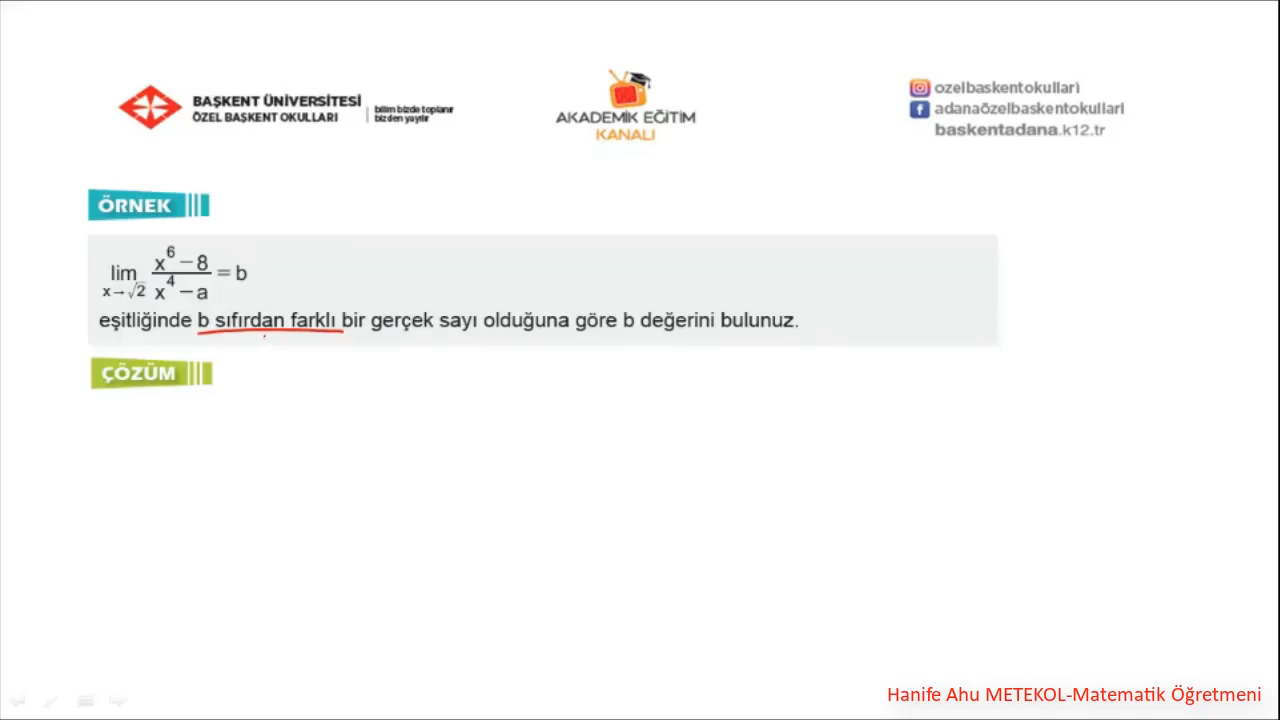 BAŞKENT ÜNİVERSİTESİ
ÖZEL BAŞKENT OKULLARI
bilim bizde toplanır
bizden yayılır
AKADEMİK EĞİTİM
KANALI
ozelbaskentokullari
adanaözelbaskentokullari
baskentadana.k12.tr
ÖRNEK
lim x→√2 (x^6 − 8)/(x^4 − a) = b
eşitliğinde b sıfırdan farklı bir gerçek sayı olduğuna göre b değerini bulunuz.
ÇÖZÜM
Hanife Ahu METEKOL-Matematik Öğretmeni